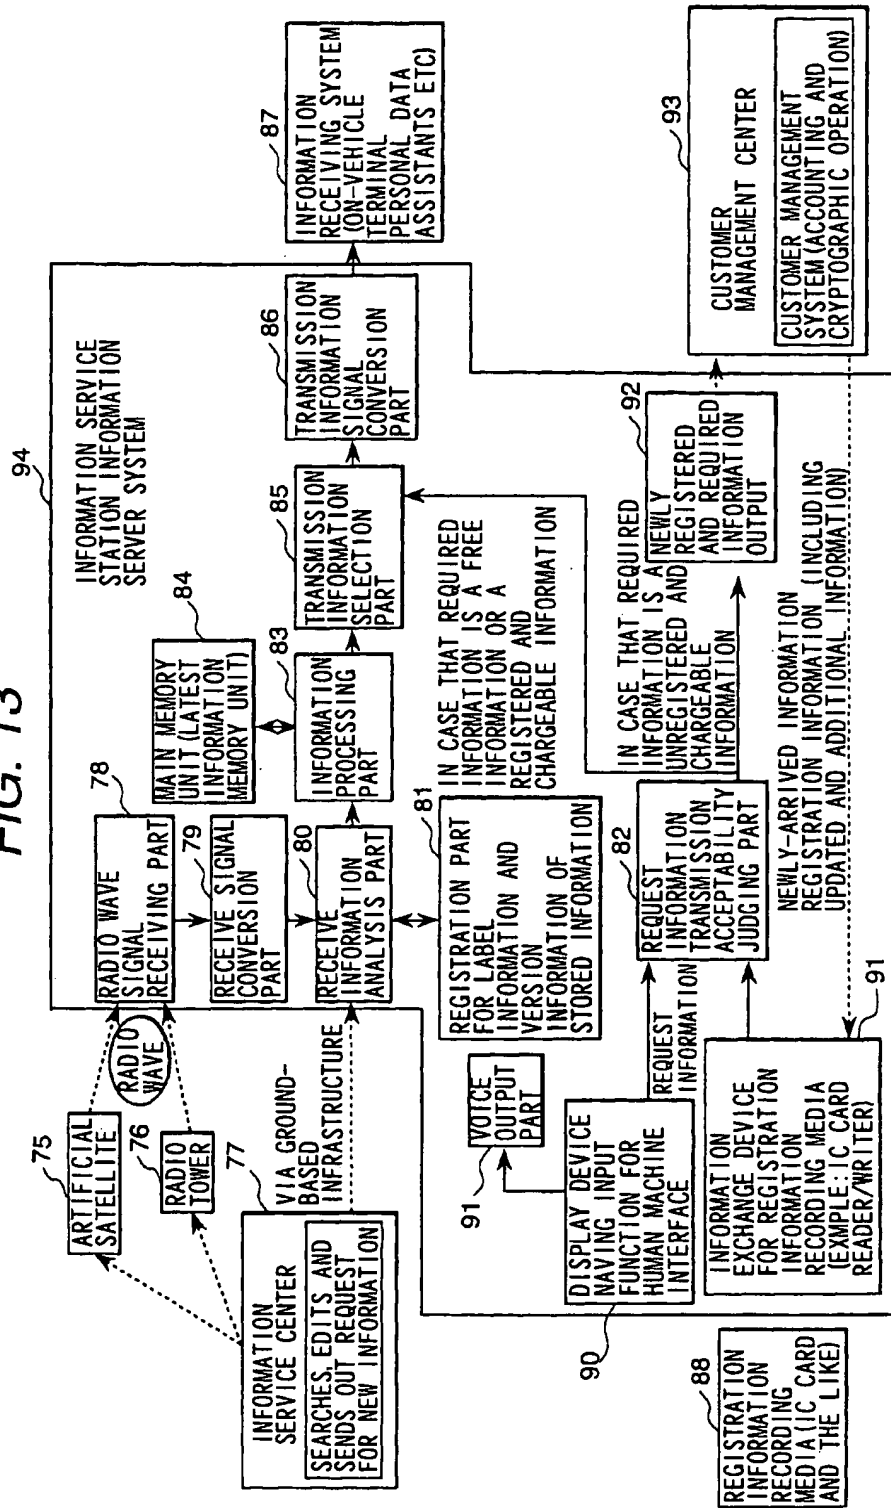 FIG. 13
94
INFORMATION SERVICE
STATION INFORMATION
SERVER SYSTEM
75
ARTIFICIAL
SATELLITE
76
RADIO
TOWER
RADIO
WAVE
77
INFORMATION
SERVICE CENTER
SEARCHES, EDITS AND
SENDS OUT REQUEST
FOR NEW INFORMATION
VIA GROUND-
BASED
INFRASTRUCTURE
78
RADIO WAVE
SIGNAL
RECEIVING PART
79
RECEIVE SIGNAL
CONVERSION
PART
80
RECEIVE
INFORMATION
ANALYSIS PART
81
REGISTRATION PART
FOR LABEL
INFORMATION AND
VERSION
INFORMATION OF
STORED INFORMATION
84
MAIN MEMORY
UNIT (LATEST
INFORMATION
MEMORY UNIT)
83
INFORMATION
PROCESSING
PART
85
TRANSMISSION
INFORMATION
SELECTION
PART
86
TRANSMISSION
INFORMATION
SIGNAL
CONVERSION
PART
87
INFORMATION
RECEIVING SYSTEM
(ON-VEHICLE
TERMINAL
PERSONAL DATA
ASSISTANTS ETC)
IN CASE THAT REQUIRED
INFORMATION IS A FREE
INFORMATION OR A
REGISTERED AND
CHARGEABLE INFORMATION
91
VOICE
OUTPUT
PART
90
DISPLAY DEVICE
NAVING INPUT
FUNCTION FOR
HUMAN MACHINE
INTERFACE
REQUEST
INFORMATION
82
REQUEST
INFORMATION
TRANSMISSION
ACCEPTABILITY
JUDGING PART
IN CASE THAT REQUIRED
INFORMATION IS A
UNREGISTERED AND
CHARGEABLE
INFORMATION
92
NEWLY
REGISTERED
AND REQUIRED
INFORMATION
OUTPUT
93
CUSTOMER
MANAGEMENT CENTER
CUSTOMER MANAGEMENT
SYSTEM (ACCOUNTING AND
CRYPTOGRAPHIC OPERATION)
NEWLY-ARRIVED INFORMATION
REGISTRATION INFORMATION (INCLUDING
UPDATED AND ADDITIONAL INFORMATION)
91
INFORMATION
EXCHANGE DEVICE
FOR REGISTRATION
INFORMATION
RECORDING MEDIA
(EXMPLE: IC CARD
READER/WRITER)
88
REGISTRATION
INFORMATION
RECORDING
MEDIA (IC CARD
AND THE LIKE)